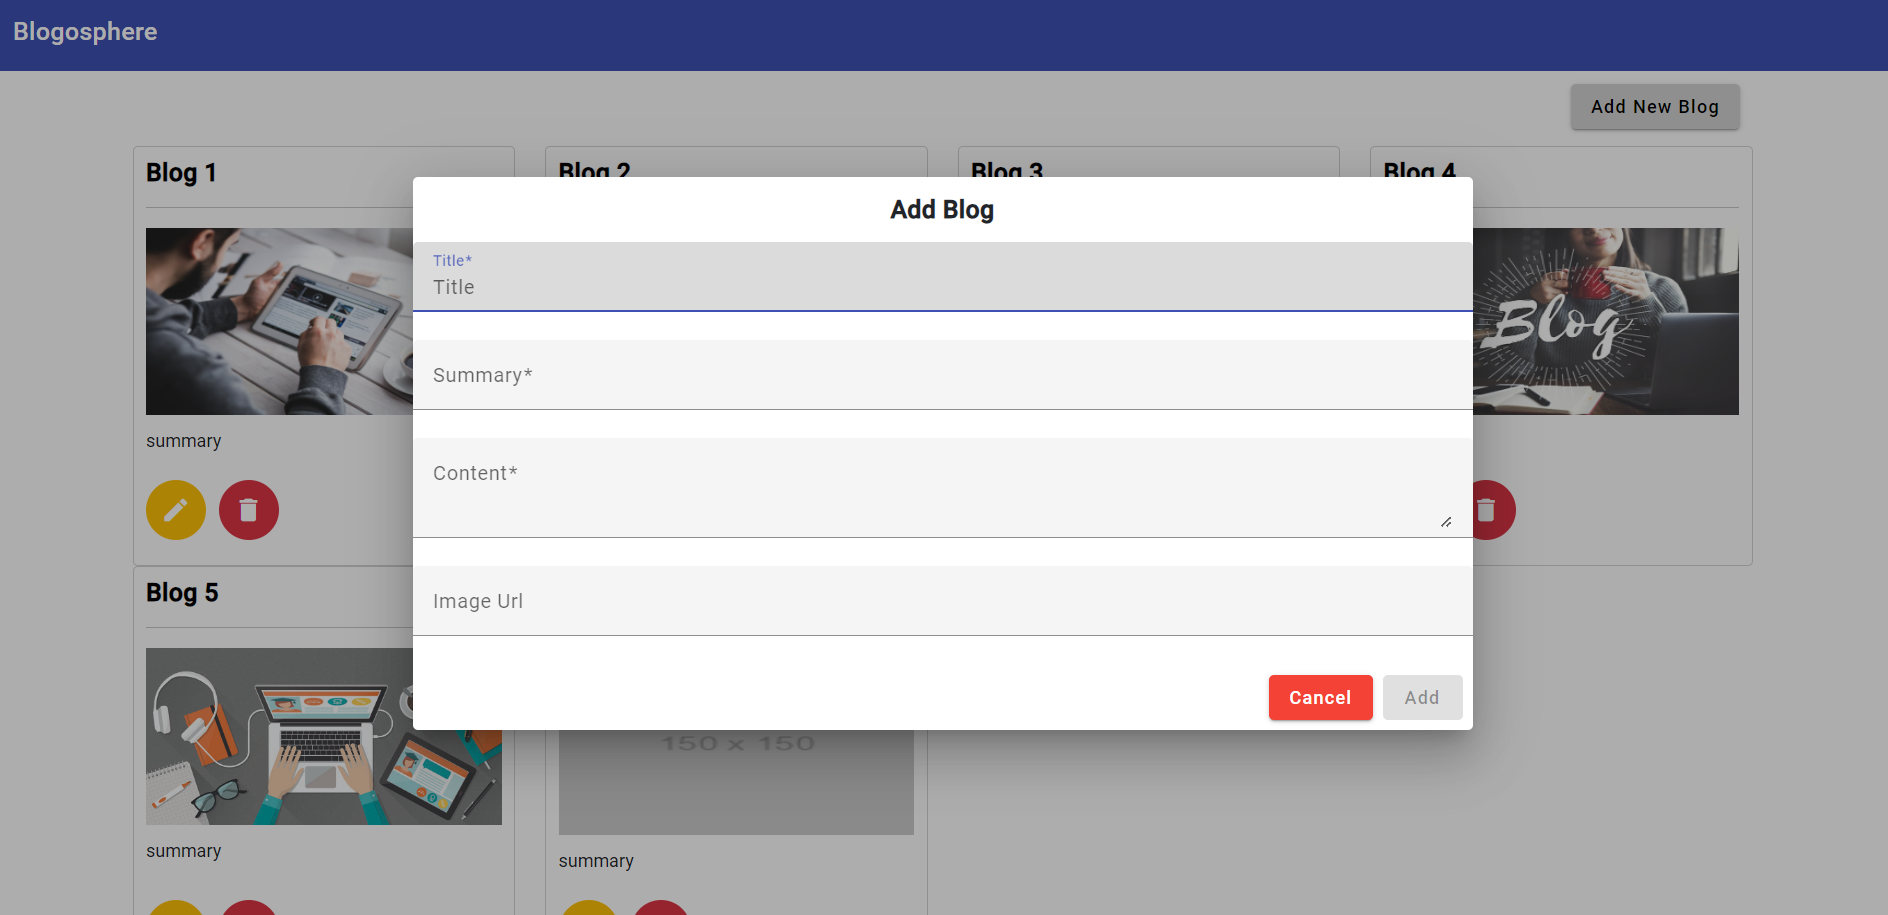 Blogosphere
Add New Blog
Blog 1
Blog 2
Blog 3
Blog 4
Add Blog
Title*
Title
Summary*
Content*
Image Url
Cancel
Add
Blog
summary
Blog 5
150 x 150
summary
summary